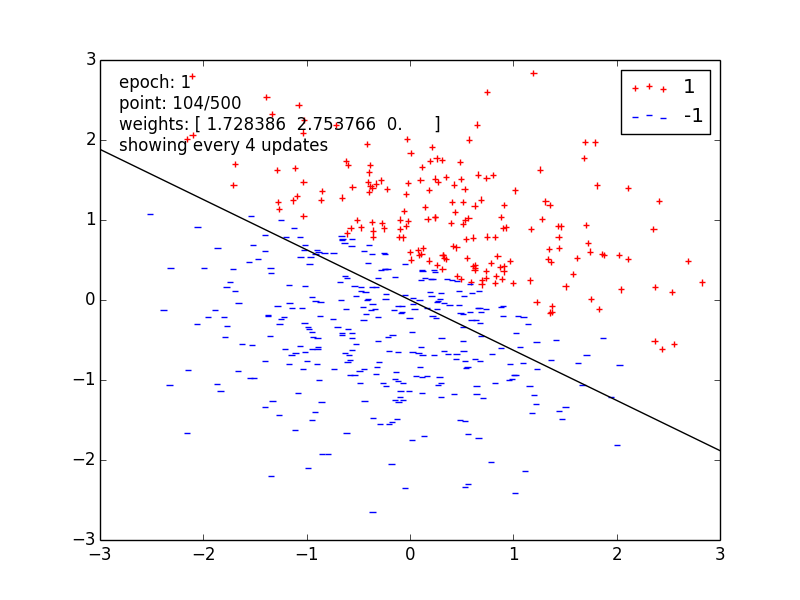 epoch: 1
point: 104/500
weights: [ 1.728386 2.753766 0. ]
showing every 4 updates
1
-1
3
2
1
0
−1
−2
−3
−3 −2 −1 0 1 2 3